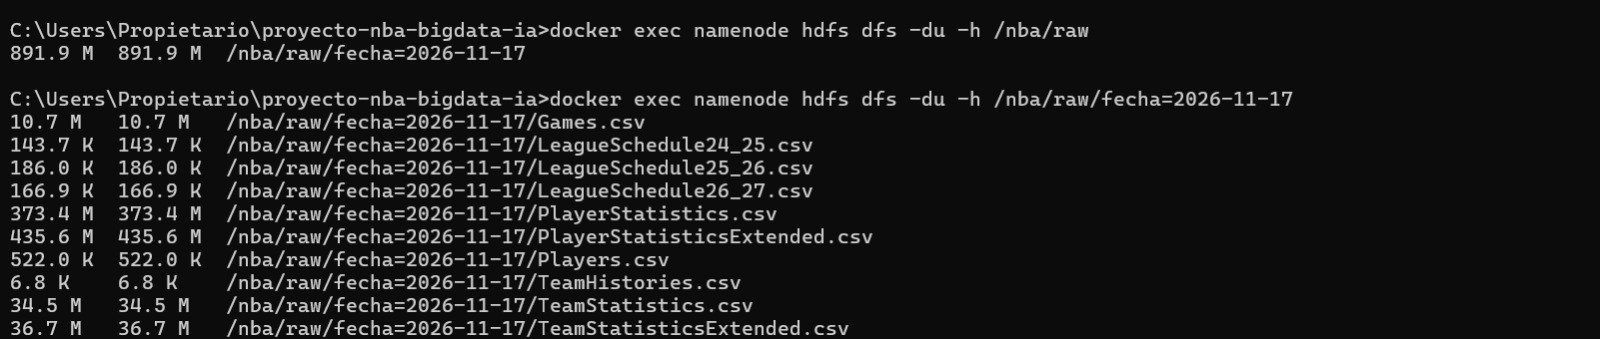 C:\Users\Propietario\proyecto-nba-bigdata-ia>docker exec namenode hdfs dfs -du -h /nba/raw
891.9 M  891.9 M  /nba/raw/fecha=2026-11-17
C:\Users\Propietario\proyecto-nba-bigdata-ia>docker exec namenode hdfs dfs -du -h /nba/raw/fecha=2026-11-17
10.7 M   10.7 M   /nba/raw/fecha=2026-11-17/Games.csv
143.7 K  143.7 K  /nba/raw/fecha=2026-11-17/LeagueSchedule24_25.csv
186.0 K  186.0 K  /nba/raw/fecha=2026-11-17/LeagueSchedule25_26.csv
166.9 K  166.9 K  /nba/raw/fecha=2026-11-17/LeagueSchedule26_27.csv
373.4 M  373.4 M  /nba/raw/fecha=2026-11-17/PlayerStatistics.csv
435.6 M  435.6 M  /nba/raw/fecha=2026-11-17/PlayerStatisticsExtended.csv
522.0 K  522.0 K  /nba/raw/fecha=2026-11-17/Players.csv
6.8 K    6.8 K    /nba/raw/fecha=2026-11-17/TeamHistories.csv
34.5 M   34.5 M   /nba/raw/fecha=2026-11-17/TeamStatistics.csv
36.7 M   36.7 M   /nba/raw/fecha=2026-11-17/TeamStatisticsExtended.csv